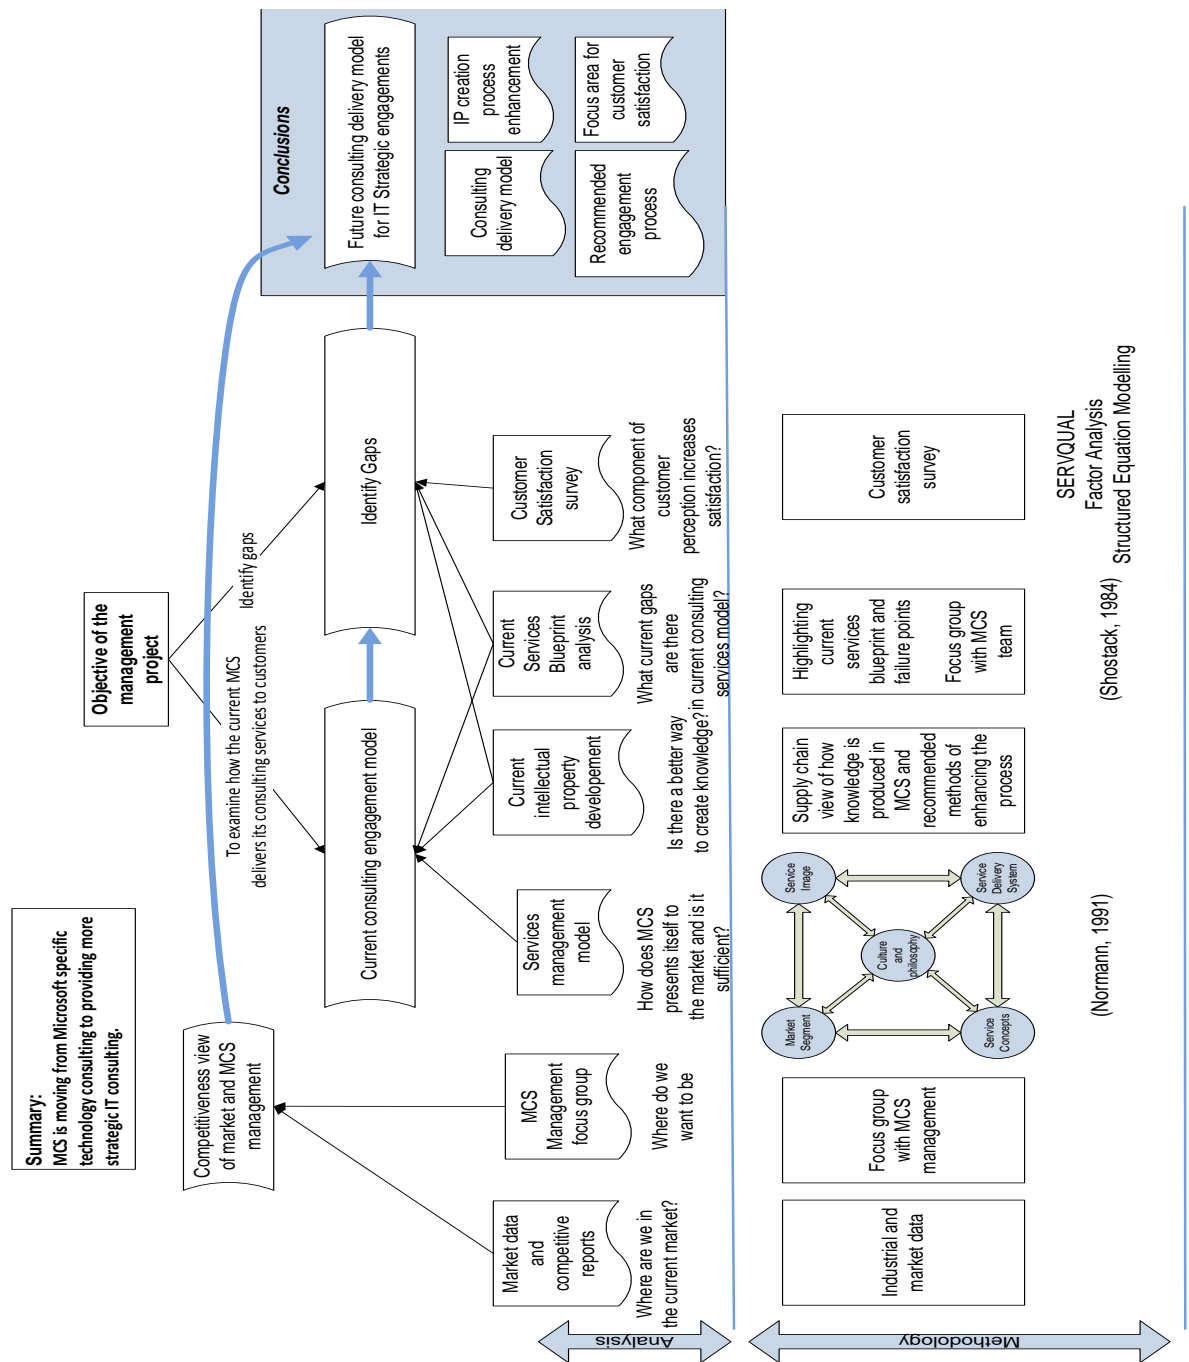 Summary:
MCS is moving from Microsoft specific
technology consulting to providing more
strategic IT consulting.
Objective of the
management
project
To examine how the current MCS
delivers its consulting services to customers
Identify gaps
Competitiveness view
of market and MCS
management
Current consulting engagement model
Identify Gaps
Conclusions
Future consulting delivery model
for IT Strategic engagements
Consulting
delivery model
IP creation
process
enhancement
Recommended
engagement
process
Focus area for
customer
satisfaction
Market data
and
competitive
reports
Where are we in
the current market?
MCS
Management
focus group
Where do we
want to be
Services
management
model
How does MCS
presents itself to
the market and is it
sufficient?
Current
intellectual
property
developement
Is there a better way
to create knowledge?
Current
Services
Blueprint
analysis
What current gaps
are there
in current consulting
services model?
Customer
Satisfaction
survey
What component of
customer
perception increases
satisfaction?
Analysis
Methodology
Industrial and
market data
Focus group
with MCS
management
Market
Segment
Service
Image
Culture
and
philosophy
Service
Concepts
Service
Delivery
System
(Normann, 1991)
Supply chain
view of how
knowledge is
produced in
MCS and
recommended
methods of
enhancing the
process
Highlighting
current
services
blueprint and
failure points
Focus group
with MCS
team
(Shostack, 1984)
Customer
satisfaction
survey
SERVQUAL
Factor Analysis
Structured Equation Modelling